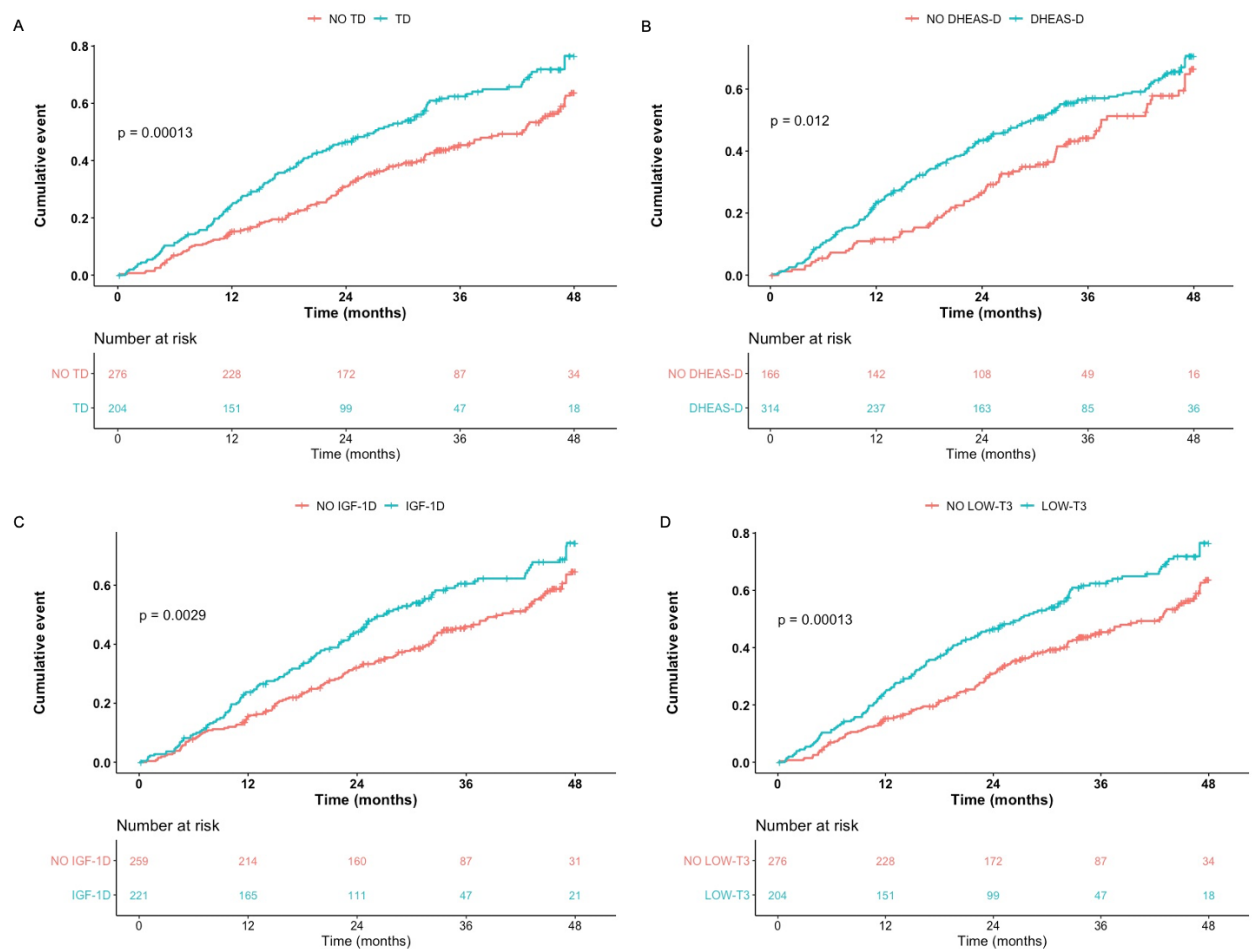 A
NO TD TD
0.8
0.6
0.4
0.2
0.0
Cumulative event
p = 0.00013
0 12 24 36 48
Time (months)
Number at risk
NO TD 276 228 172 87 34
TD 204 151 99 47 18
0 12 24 36 48
Time (months)
B
NO DHEAS-D DHEAS-D
0.6
0.4
0.2
0.0
Cumulative event
p = 0.012
0 12 24 36 48
Time (months)
Number at risk
NO DHEAS-D 166 142 108 49 16
DHEAS-D 314 237 163 85 36
0 12 24 36 48
Time (months)
C
NO IGF-1D IGF-1D
0.6
0.4
0.2
0.0
Cumulative event
p = 0.0029
0 12 24 36 48
Time (months)
Number at risk
NO IGF-1D 259 214 160 87 31
IGF-1D 221 165 111 47 21
0 12 24 36 48
Time (months)
D
NO LOW-T3 LOW-T3
0.8
0.6
0.4
0.2
0.0
Cumulative event
p = 0.00013
0 12 24 36 48
Time (months)
Number at risk
NO LOW-T3 276 228 172 87 34
LOW-T3 204 151 99 47 18
0 12 24 36 48
Time (months)